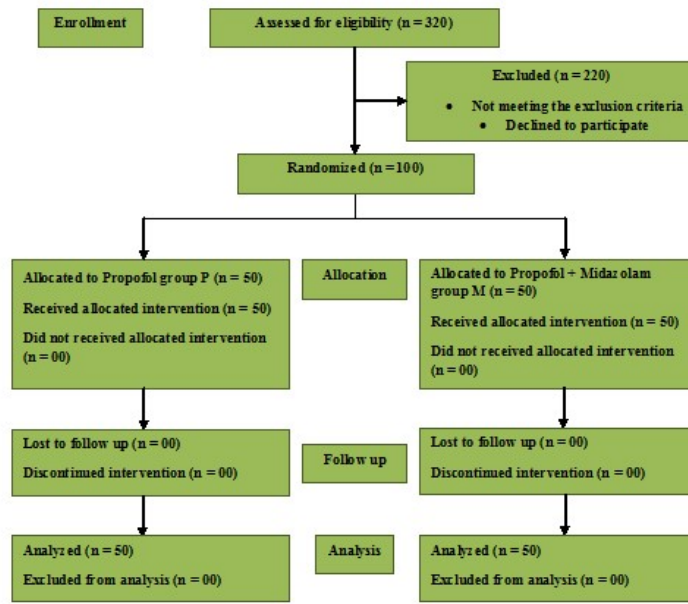 Enrollment
Assessed for eligibility (n = 320)
Excluded (n = 220)
• Not meeting the exclusion criteria
• Declined to participate
Randomized (n = 100)
Allocated to Propofol group P (n = 50)
Received allocated intervention (n = 50)
Did not received allocated intervention
(n = 00)
Allocation
Allocated to Propofol + Midazolam
group M (n = 50)
Received allocated intervention (n = 50)
Did not received allocated intervention
(n = 00)
Lost to follow up (n = 00)
Discontinued intervention (n = 00)
Follow up
Lost to follow up (n = 00)
Discontinued intervention (n = 00)
Analyzed (n = 50)
Excluded from analysis (n = 00)
Analysis
Analyzed (n = 50)
Excluded from analysis (n = 00)